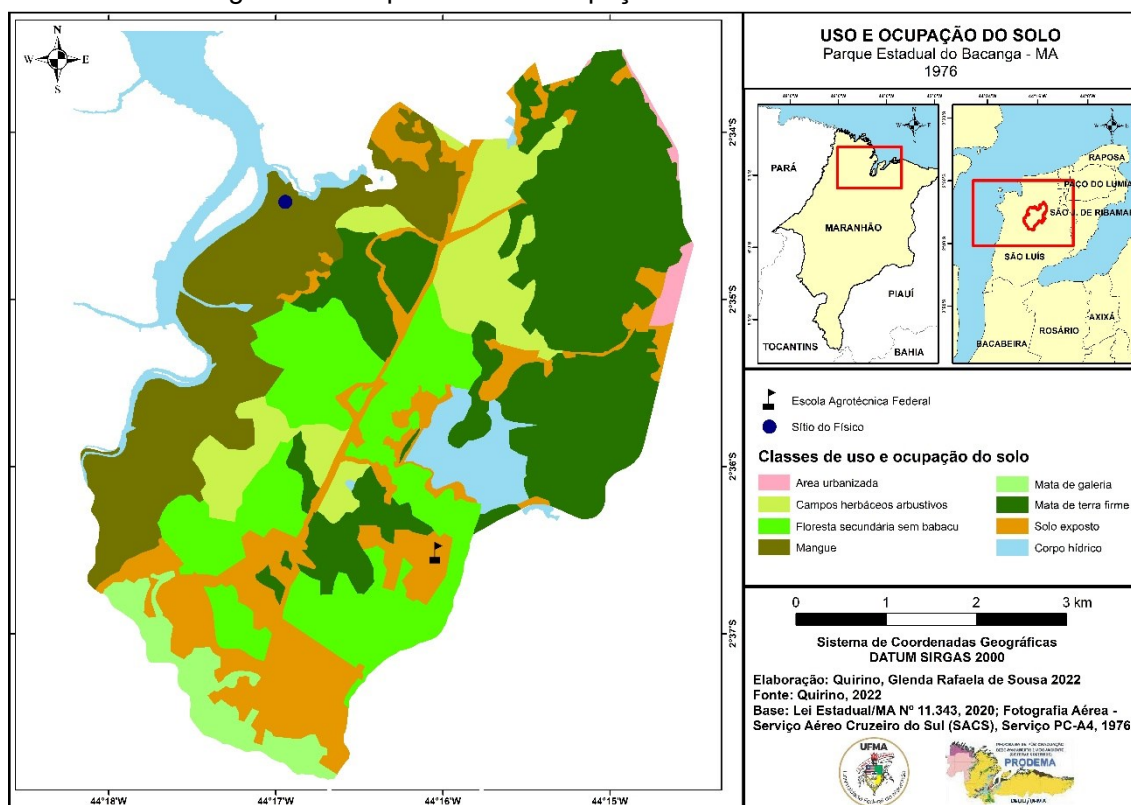 USO E OCUPAÇÃO DO SOLO
Parque Estadual do Bacanga - MA
1976
N
W
E
S
2°34'S
2°35'S
2°36'S
2°37'S
44°18'W
44°17'W
44°16'W
44°15'W
PARÁ
MARANHÃO
PIAUÍ
TOCANTINS
BAHIA
RAPOSA
PAÇO DO LUMIA
SÃO J. DE RIBAMAR
SÃO LUÍS
AXIXÁ
ROSÁRIO
BACABEIRA
Escola Agrotécnica Federal
Sítio do Físico
Classes de uso e ocupação do solo
Area urbanizada
Campos herbáceos arbustivos
Floresta secundária sem babacu
Mangue
Mata de galeria
Mata de terra firme
Solo exposto
Corpo hídrico
0 1 2 3 km
Sistema de Coordenadas Geográficas
DATUM SIRGAS 2000
Elaboração: Quirino, Glenda Rafaela de Sousa 2022
Fonte: Quirino, 2022
Base: Lei Estadual/MA Nº 11.343, 2020; Fotografia Aérea -
Serviço Aéreo Cruzeiro do Sul (SACS), Serviço PC-A4, 1976
UFMA
PRODEMA